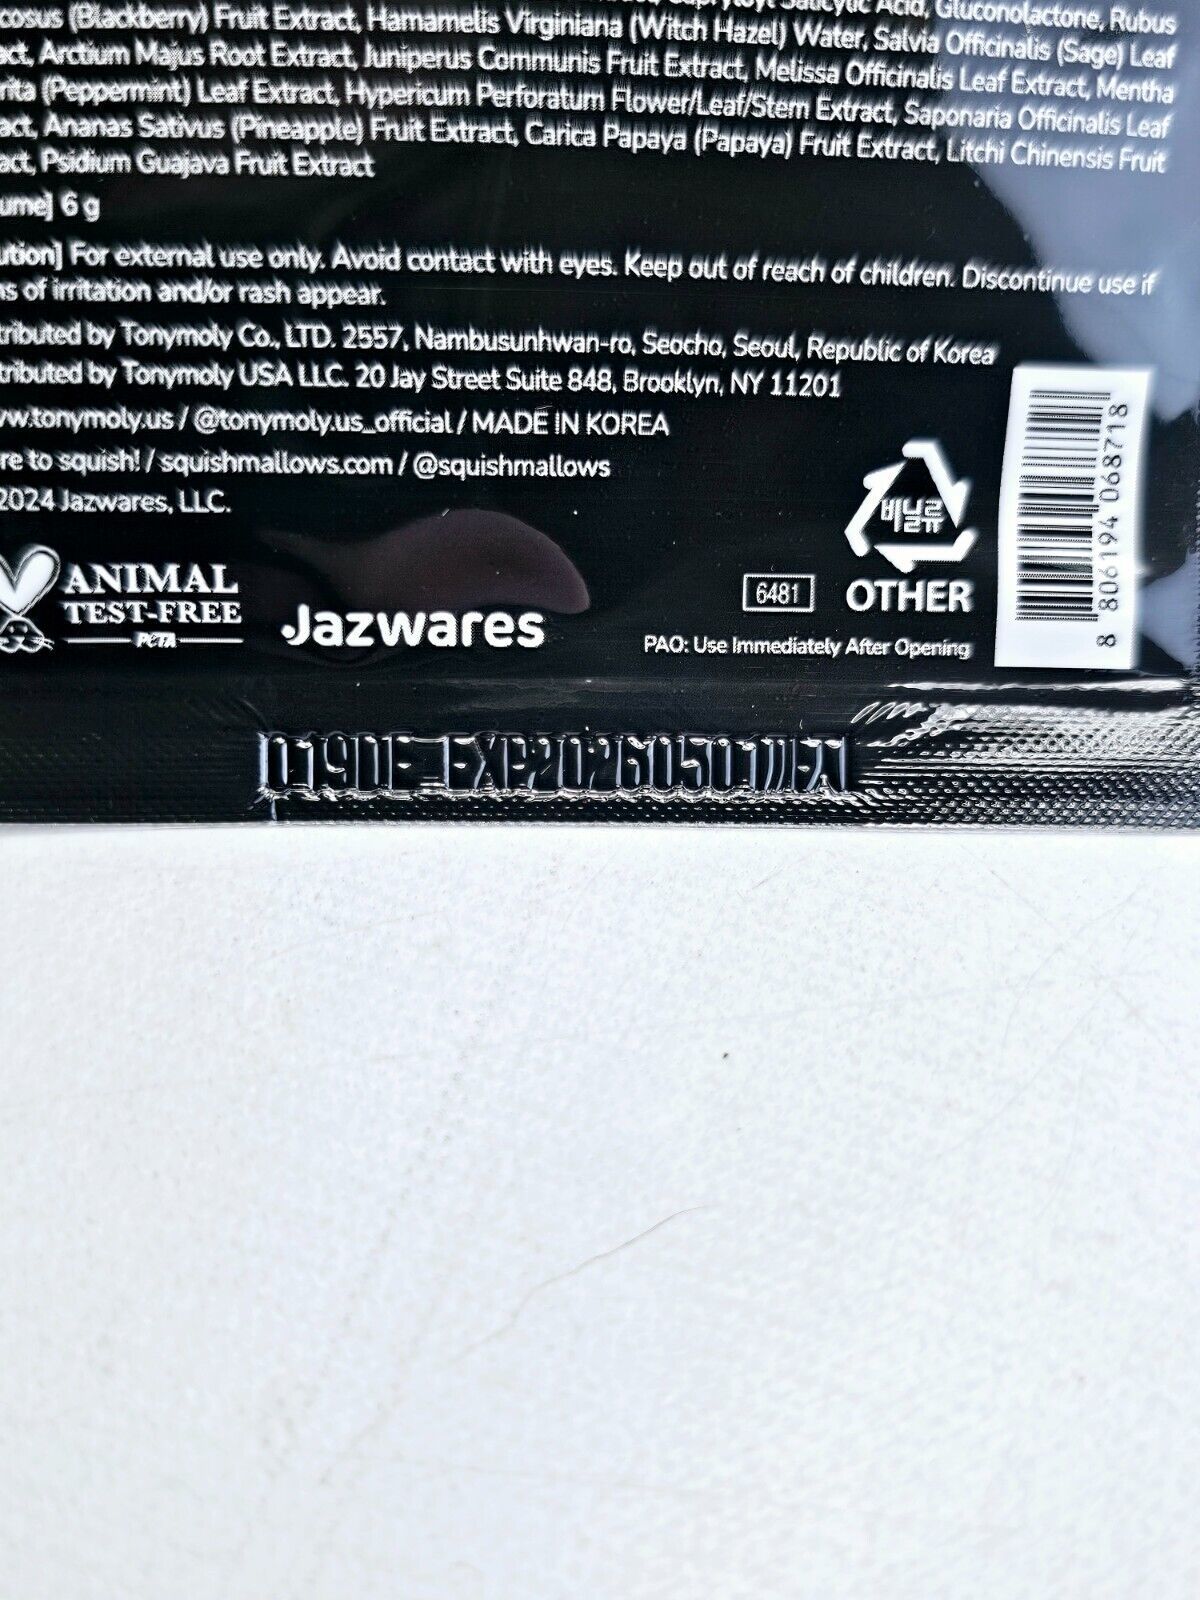 Salicylic Acid, Gluconolactone, Rubus
cosus (Blackberry) Fruit Extract, Hamamelis Virginiana (Witch Hazel) Water, Salvia Officinalis (Sage) Leaf
act, Arctium Majus Root Extract, Juniperus Communis Fruit Extract, Melissa Officinalis Leaf Extract, Mentha
rita (Peppermint) Leaf Extract, Hypericum Perforatum Flower/Leaf/Stem Extract, Saponaria Officinalis Leaf
act, Ananas Sativus (Pineapple) Fruit Extract, Carica Papaya (Papaya) Fruit Extract, Litchi Chinensis Fruit
act, Psidium Guajava Fruit Extract
ume] 6 g
ution] For external use only. Avoid contact with eyes. Keep out of reach of children. Discontinue use if
ns of irritation and/or rash appear.
tributed by Tonymoly Co., LTD. 2557, Nambusunhwan-ro, Seocho, Seoul, Republic of Korea
tributed by Tonymoly USA LLC. 20 Jay Street Suite 848, Brooklyn, NY 11201
ww.tonymoly.us / @tonymoly.us_official / MADE IN KOREA
re to squish! / squishmallows.com / @squishmallows
2024 Jazwares, LLC.
ANIMAL
TEST-FREE
PETA
Jazwares
6481
비닐류
OTHER
PAO: Use Immediately After Opening
8 806194 068718
EXP20260501